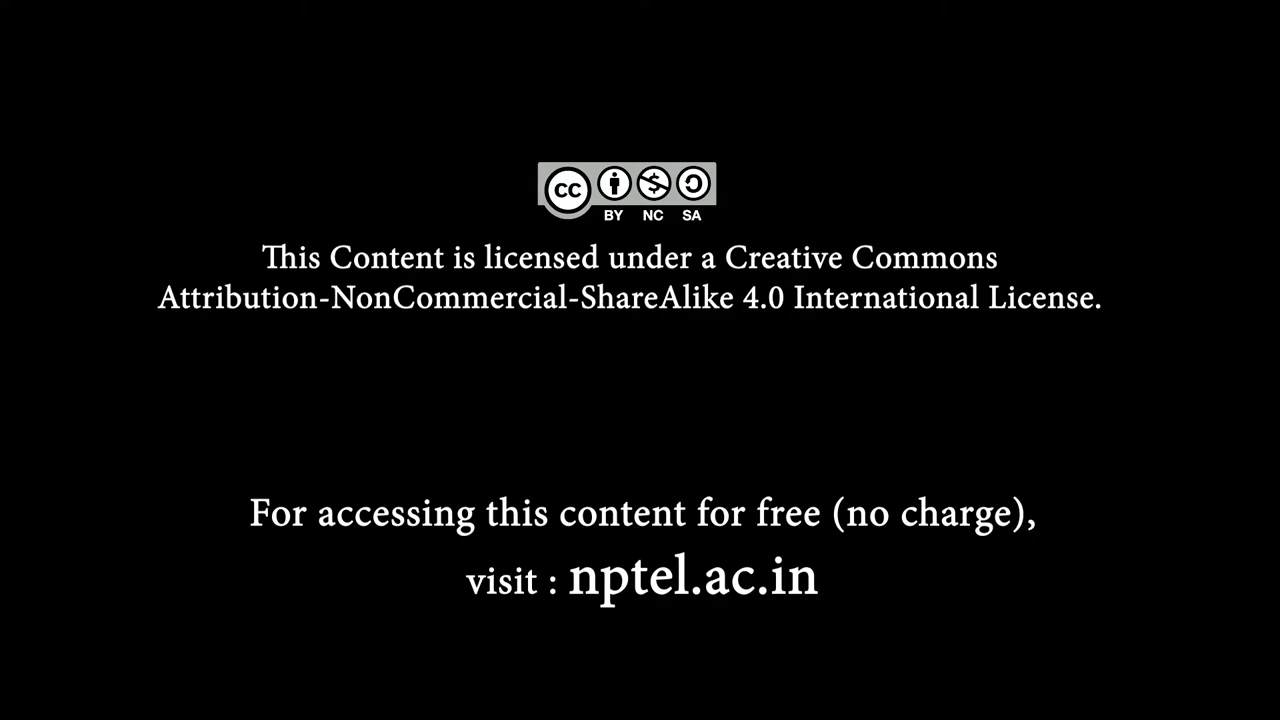 cc
BY NC SA
This Content is licensed under a Creative Commons
Attribution-NonCommercial-ShareAlike 4.0 International License.
For accessing this content for free (no charge),
visit : nptel.ac.in